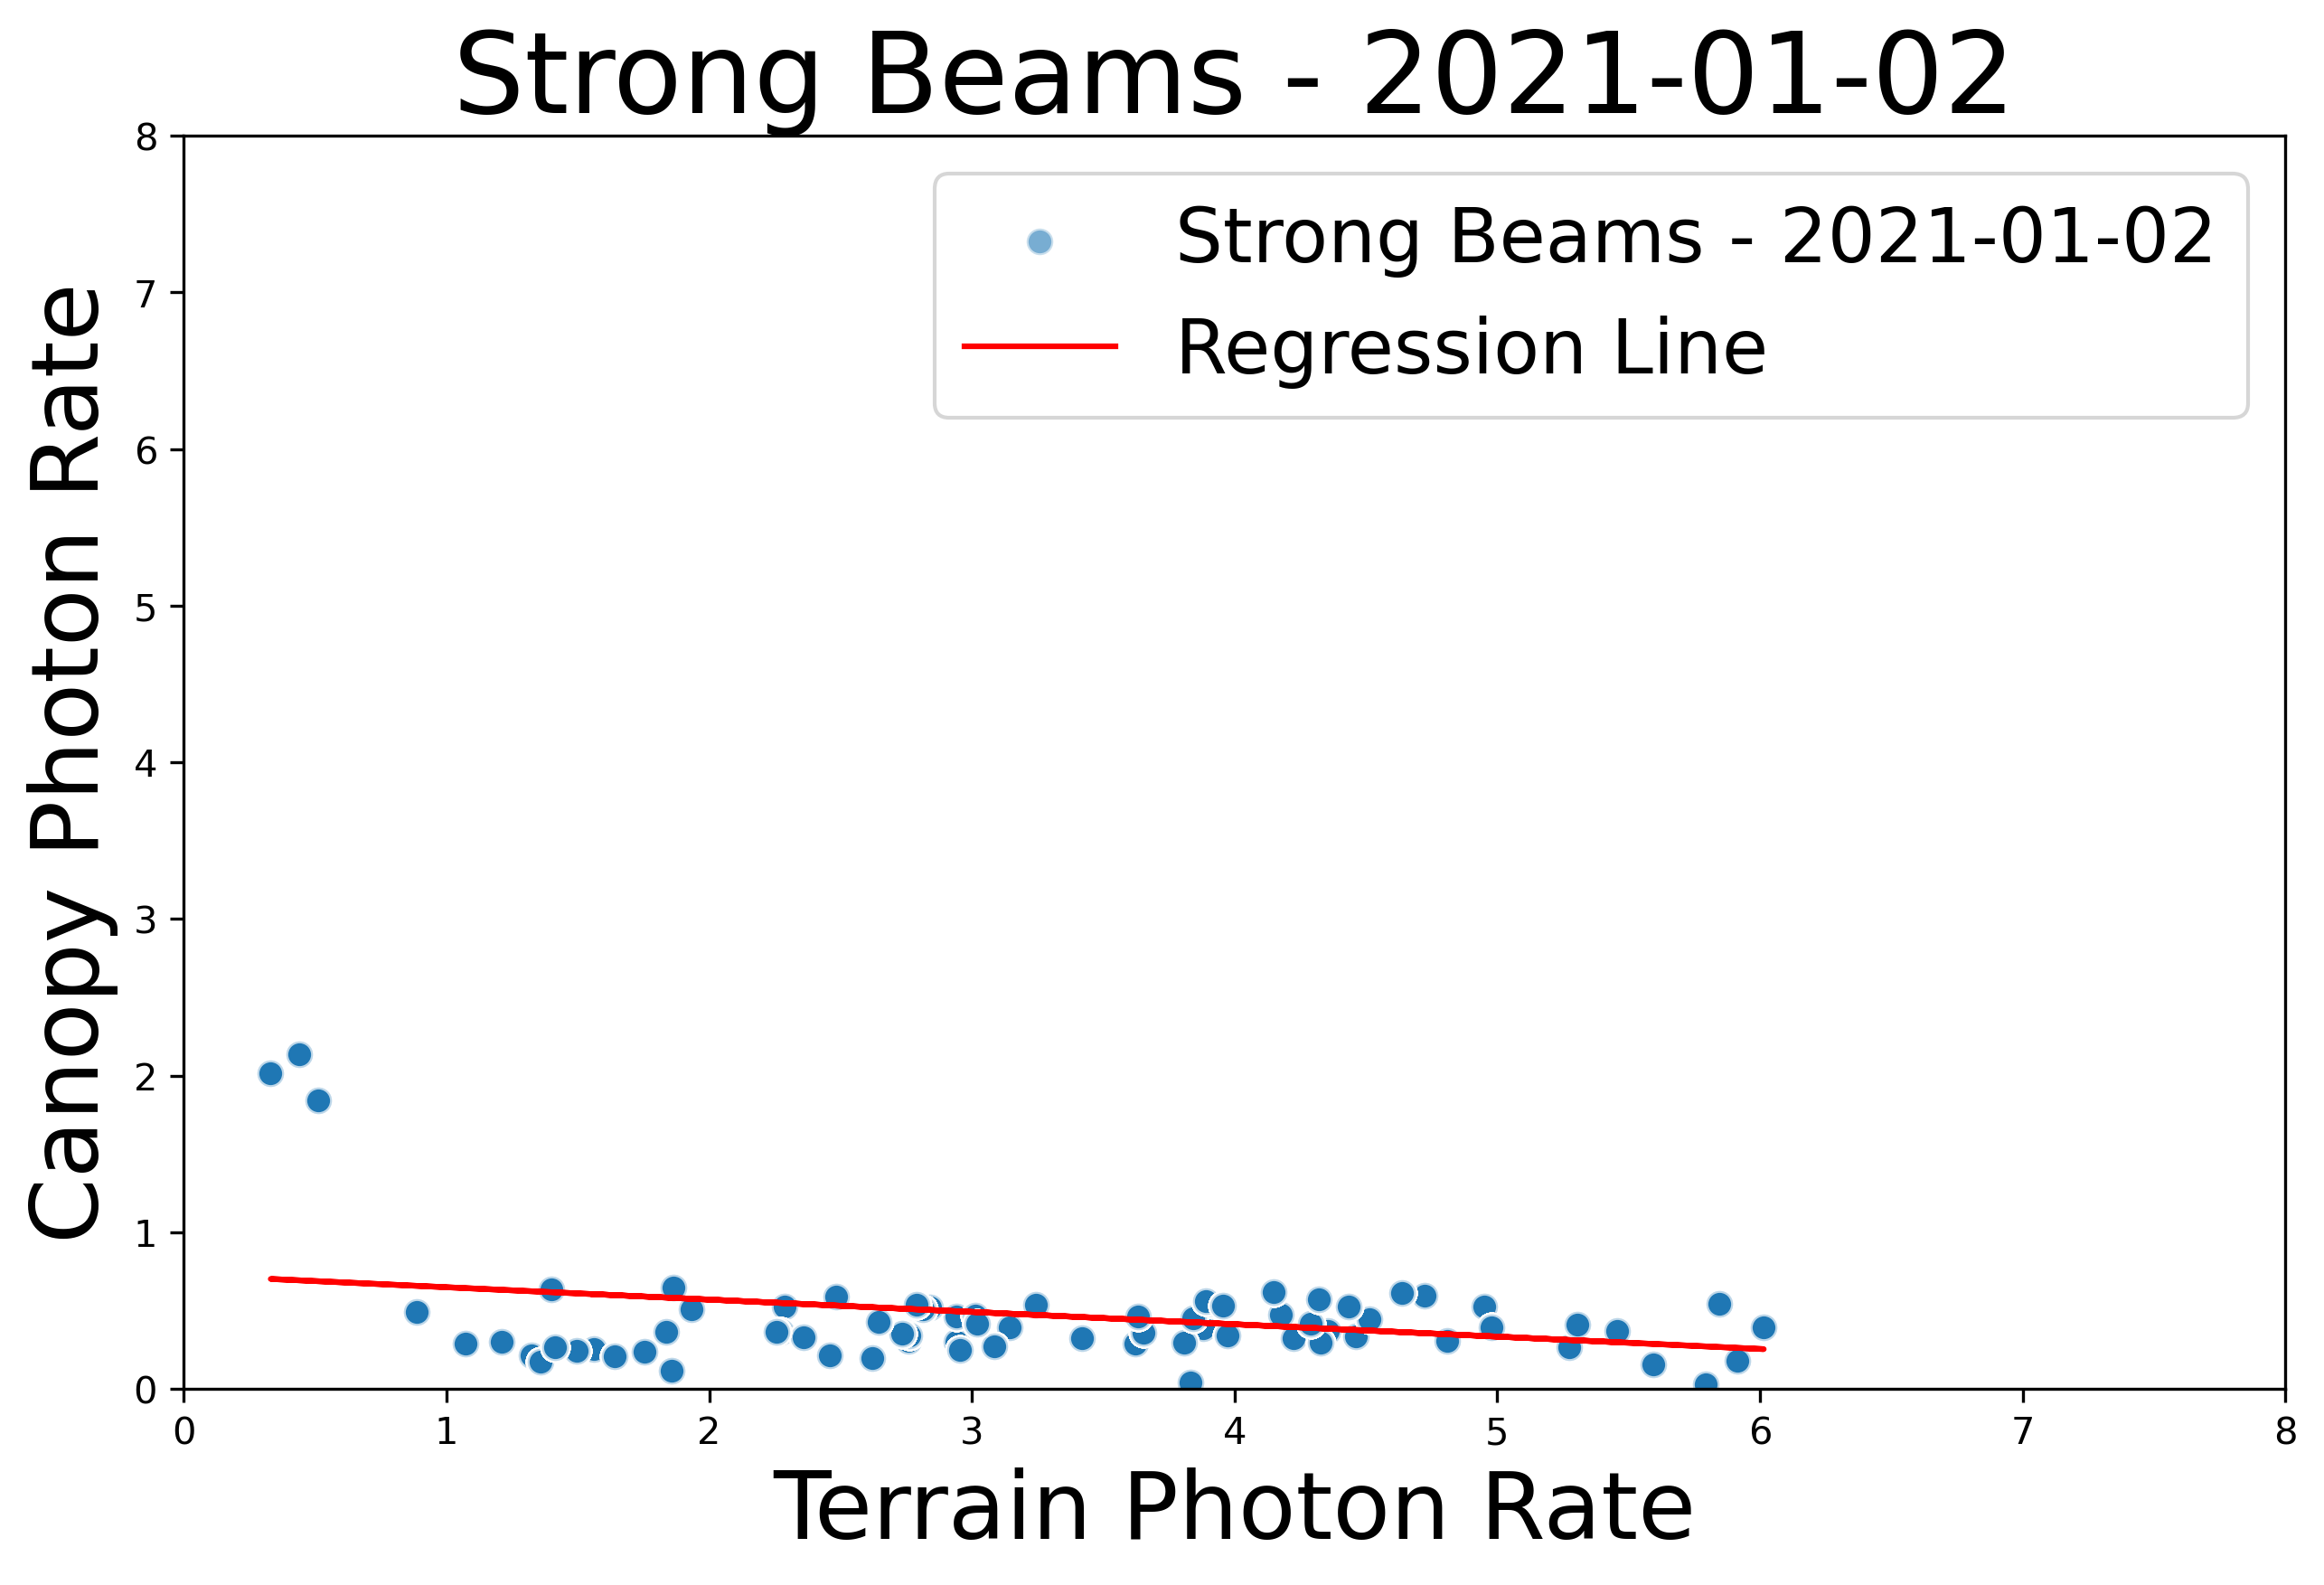 Strong Beams - 2021-01-02
Strong Beams - 2021-01-02
Regression Line
Canopy Photon Rate
8
7
6
5
4
3
2
1
0
0 1 2 3 4 5 6 7 8
Terrain Photon Rate